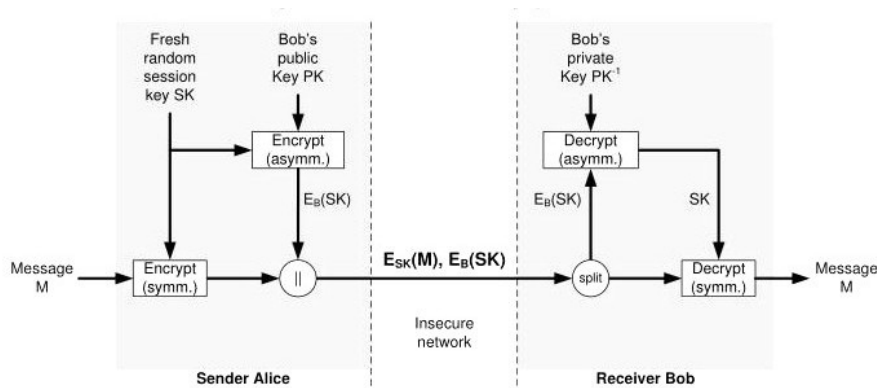 Fresh
random
session
key SK
Bob's
public
Key PK
Bob's
private
Key PK⁻¹
Encrypt
(asymm.)
Decrypt
(asymm.)
E_B(SK)
E_B(SK)
SK
Message
M
Encrypt
(symm.)
||
E_SK(M), E_B(SK)
split
Decrypt
(symm.)
Message
M
Insecure
network
Sender Alice
Receiver Bob